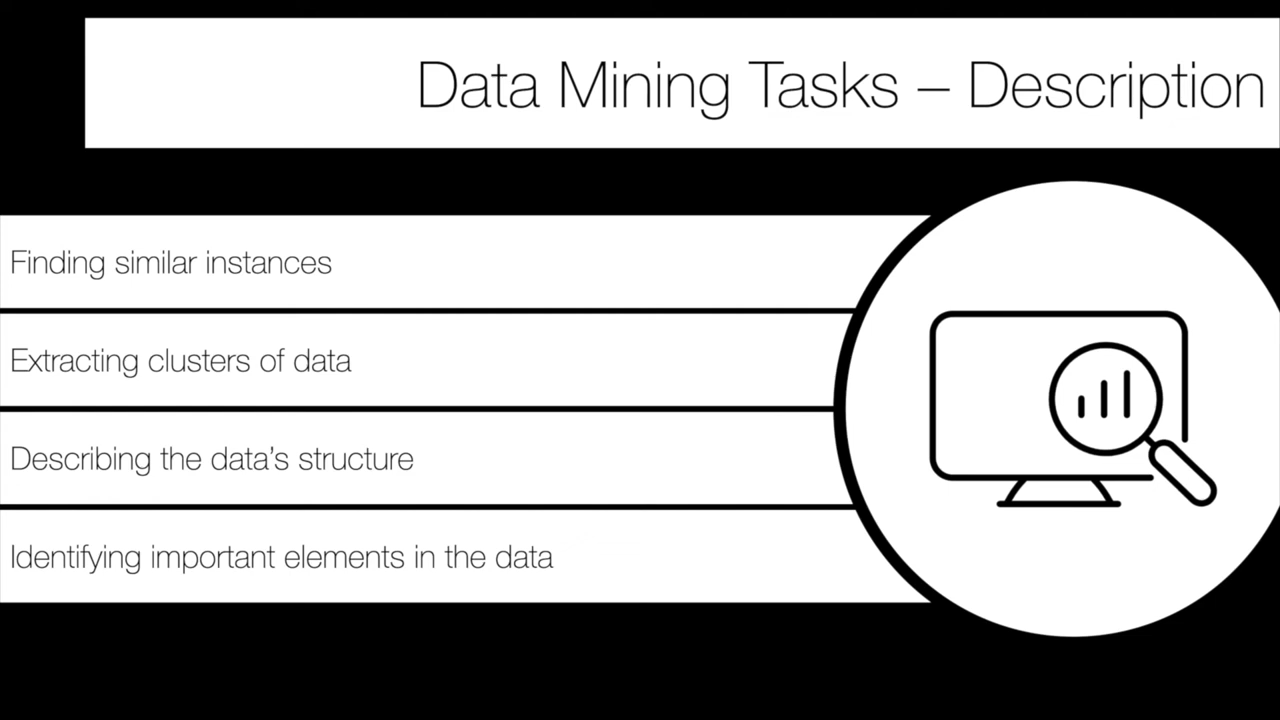 Data Mining Tasks – Description
Finding similar instances
Extracting clusters of data
Describing the data’s structure
Identifying important elements in the data